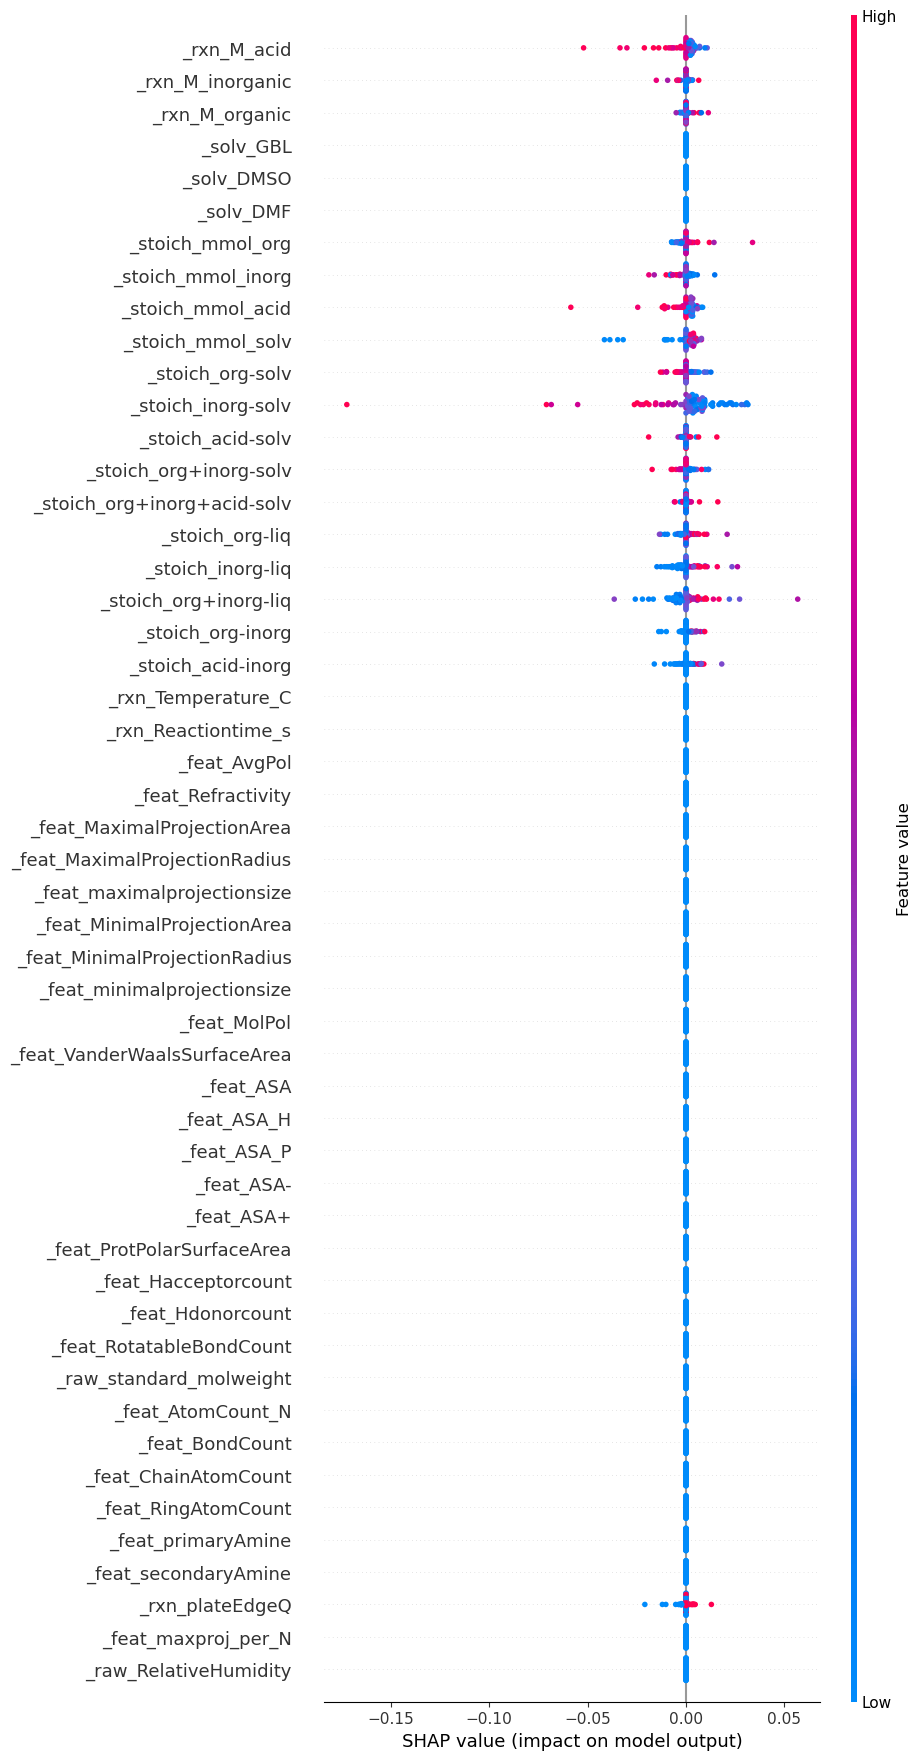 High
_rxn_M_acid
_rxn_M_inorganic
_rxn_M_organic
_solv_GBL
_solv_DMSO
_solv_DMF
_stoich_mmol_org
_stoich_mmol_inorg
_stoich_mmol_acid
_stoich_mmol_solv
_stoich_org-solv
_stoich_inorg-solv
_stoich_acid-solv
_stoich_org+inorg-solv
_stoich_org+inorg+acid-solv
_stoich_org-liq
_stoich_inorg-liq
_stoich_org+inorg-liq
_stoich_org-inorg
_stoich_acid-inorg
_rxn_Temperature_C
_rxn_Reactiontime_s
_feat_AvgPol
_feat_Refractivity
_feat_MaximalProjectionArea
_feat_MaximalProjectionRadius
_feat_maximalprojectionsize
_feat_MinimalProjectionArea
_feat_MinimalProjectionRadius
_feat_minimalprojectionsize
_feat_MolPol
_feat_VanderWaalsSurfaceArea
_feat_ASA
_feat_ASA_H
_feat_ASA_P
_feat_ASA-
_feat_ASA+
_feat_ProtPolarSurfaceArea
_feat_Hacceptorcount
_feat_Hdonorcount
_feat_RotatableBondCount
_raw_standard_molweight
_feat_AtomCount_N
_feat_BondCount
_feat_ChainAtomCount
_feat_RingAtomCount
_feat_primaryAmine
_feat_secondaryAmine
_rxn_plateEdgeQ
_feat_maxproj_per_N
_raw_RelativeHumidity
Feature value
Low
−0.15 −0.10 −0.05 0.00 0.05
SHAP value (impact on model output)